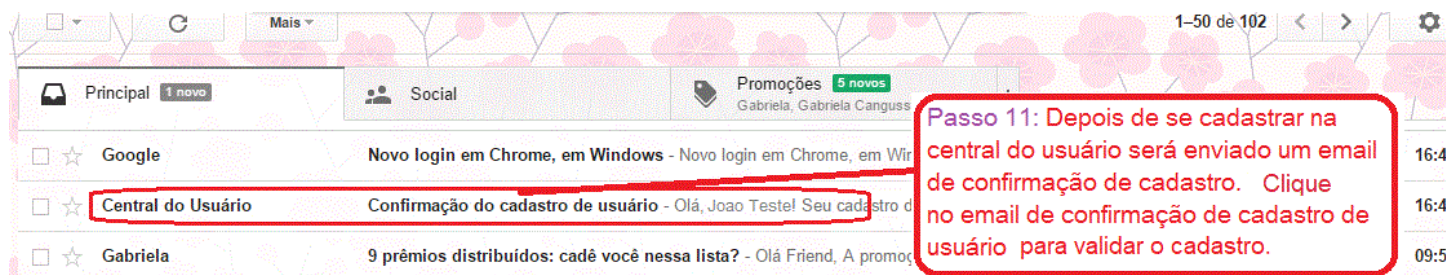 Mais
1–50 de 102
Principal 1 novo
Social
Promoções 5 novos
Gabriela, Gabriela Canguss
Google Novo login em Chrome, em Windows - Novo login em Chrome, em Wir
16:4
Central do Usuário Confirmação do cadastro de usuário - Olá, Joao Teste! Seu cadastro d
16:4
Gabriela 9 prêmios distribuídos: cadê você nessa lista? - Olá Friend, A promoç
09:5
Passo 11: Depois de se cadastrar na
central do usuário será enviado um email
de confirmação de cadastro. Clique
no email de confirmação de cadastro de
usuário para validar o cadastro.